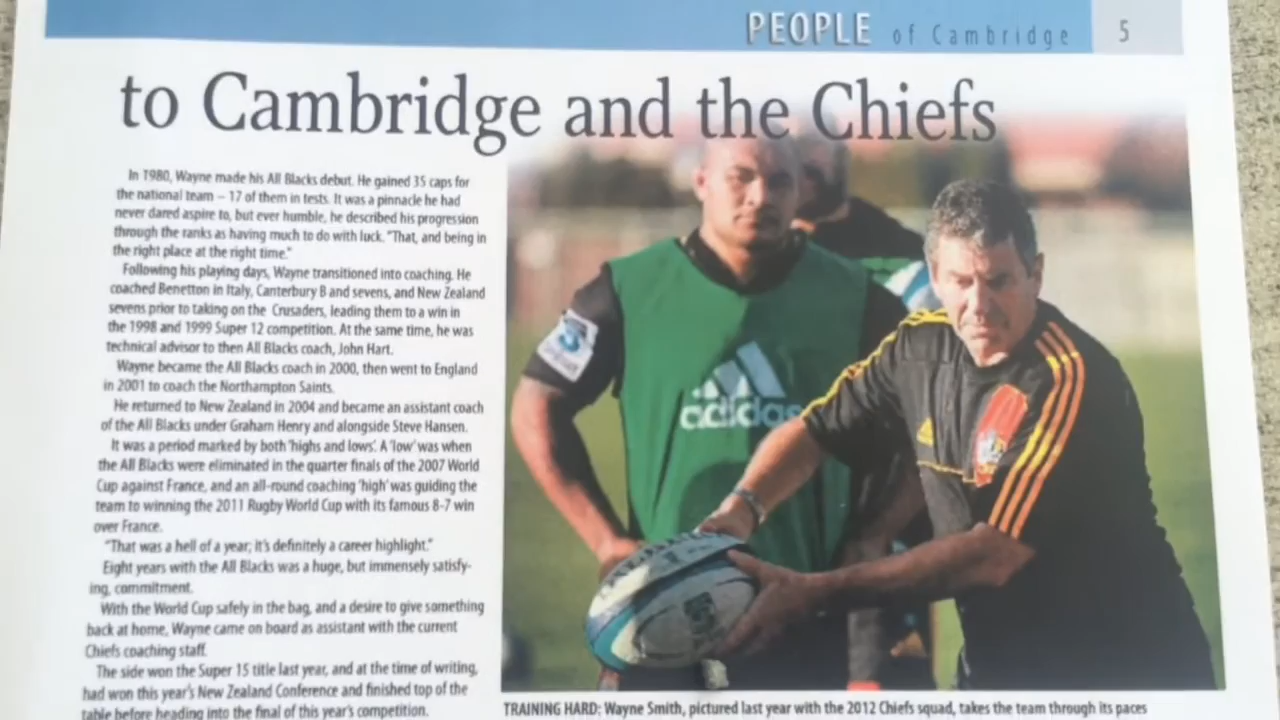 PEOPLE of Cambridge 5
to Cambridge and the Chiefs
In 1980, Wayne made his All Blacks debut. He gained 35 caps for
the national team – 17 of them in tests. It was a pinnacle he had
never dared aspire to, but ever humble, he described his progression
through the ranks as having much to do with luck. "That, and being in
the right place at the right time."
Following his playing days, Wayne transitioned into coaching. He
coached Benetton in Italy, Canterbury B and sevens, and New Zealand
sevens prior to taking on the Crusaders, leading them to a win in
the 1998 and 1999 Super 12 competition. At the same time, he was
technical advisor to then All Blacks coach, John Hart.
Wayne became the All Blacks coach in 2000, then went to England
in 2001 to coach the Northampton Saints.
He returned to New Zealand in 2004 and became an assistant coach
of the All Blacks under Graham Henry and alongside Steve Hansen.
It was a period marked by both 'highs and lows'. A 'low' was when
the All Blacks were eliminated in the quarter finals of the 2007 World
Cup against France, and an all-round coaching 'high' was guiding the
team to winning the 2011 Rugby World Cup with its famous 8-7 win
over France.
"That was a hell of a year; it's definitely a career highlight."
Eight years with the All Blacks was a huge, but immensely satisfy-
ing, commitment.
With the World Cup safely in the bag, and a desire to give something
back at home, Wayne came on board as assistant with the current
Chiefs coaching staff.
The side won the Super 15 title last year, and at the time of writing,
had won this year's New Zealand Conference and finished top of the
table before heading into the final of this year's competition.
adidas
TRAINING HARD: Wayne Smith, pictured last year with the 2012 Chiefs squad, takes the team through its paces